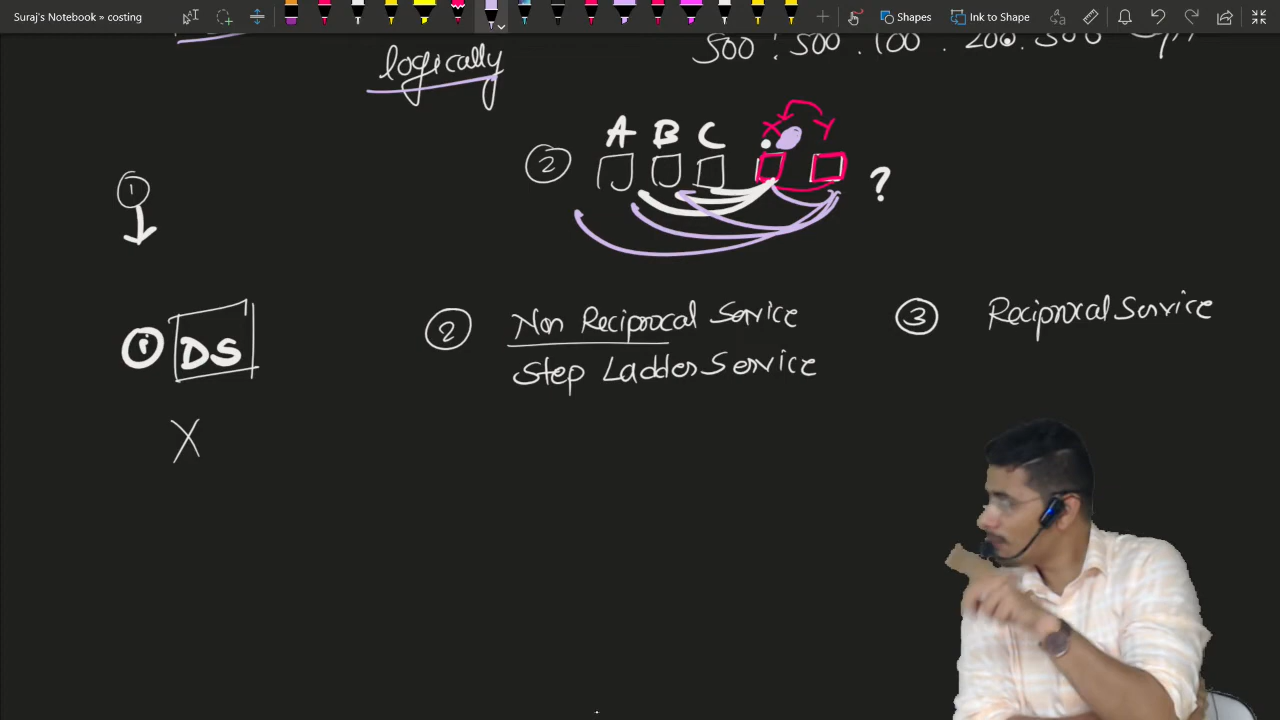 Suraj's Notebook » costing
Shapes
Ink to Shape
logically
500 : 500 . 100 . 200 . 300
A B C X Y
②
?
①
① DS
② Non Reciprocal Service
Step Ladder Service
③ Reciprocal Service
X